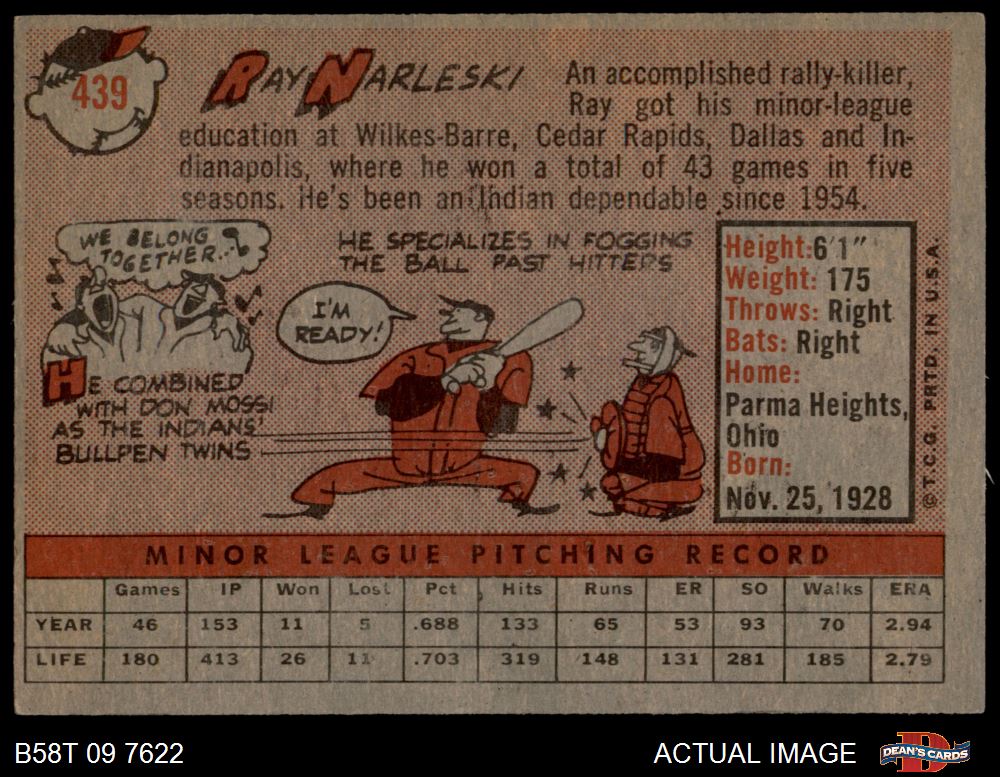 439
RAY NARLESKI
An accomplished rally-killer,
Ray got his minor-league
education at Wilkes-Barre, Cedar Rapids, Dallas and In-
dianapolis, where he won a total of 43 games in five
seasons. He's been an Indian dependable since 1954.
WE BELONG
TOGETHER...
HE COMBINED
WITH DON MOSSI
AS THE INDIANS'
BULLPEN TWINS
HE SPECIALIZES IN FOGGING
THE BALL PAST HITTERS
I'M
READY!
Height: 6'1"
Weight: 175
Throws: Right
Bats: Right
Home:
Parma Heights,
Ohio
Born:
Nov. 25, 1928
© T.C.G. PRTD. IN U.S.A.
MINOR LEAGUE PITCHING RECORD
Games IP Won Lost Pct Hits Runs ER SO Walks ERA
YEAR 46 153 11 5 .688 133 65 53 93 70 2.94
LIFE 180 413 26 11 .703 319 148 131 281 185 2.79
B58T 09 7622
ACTUAL IMAGE
DEAN'S CARDS